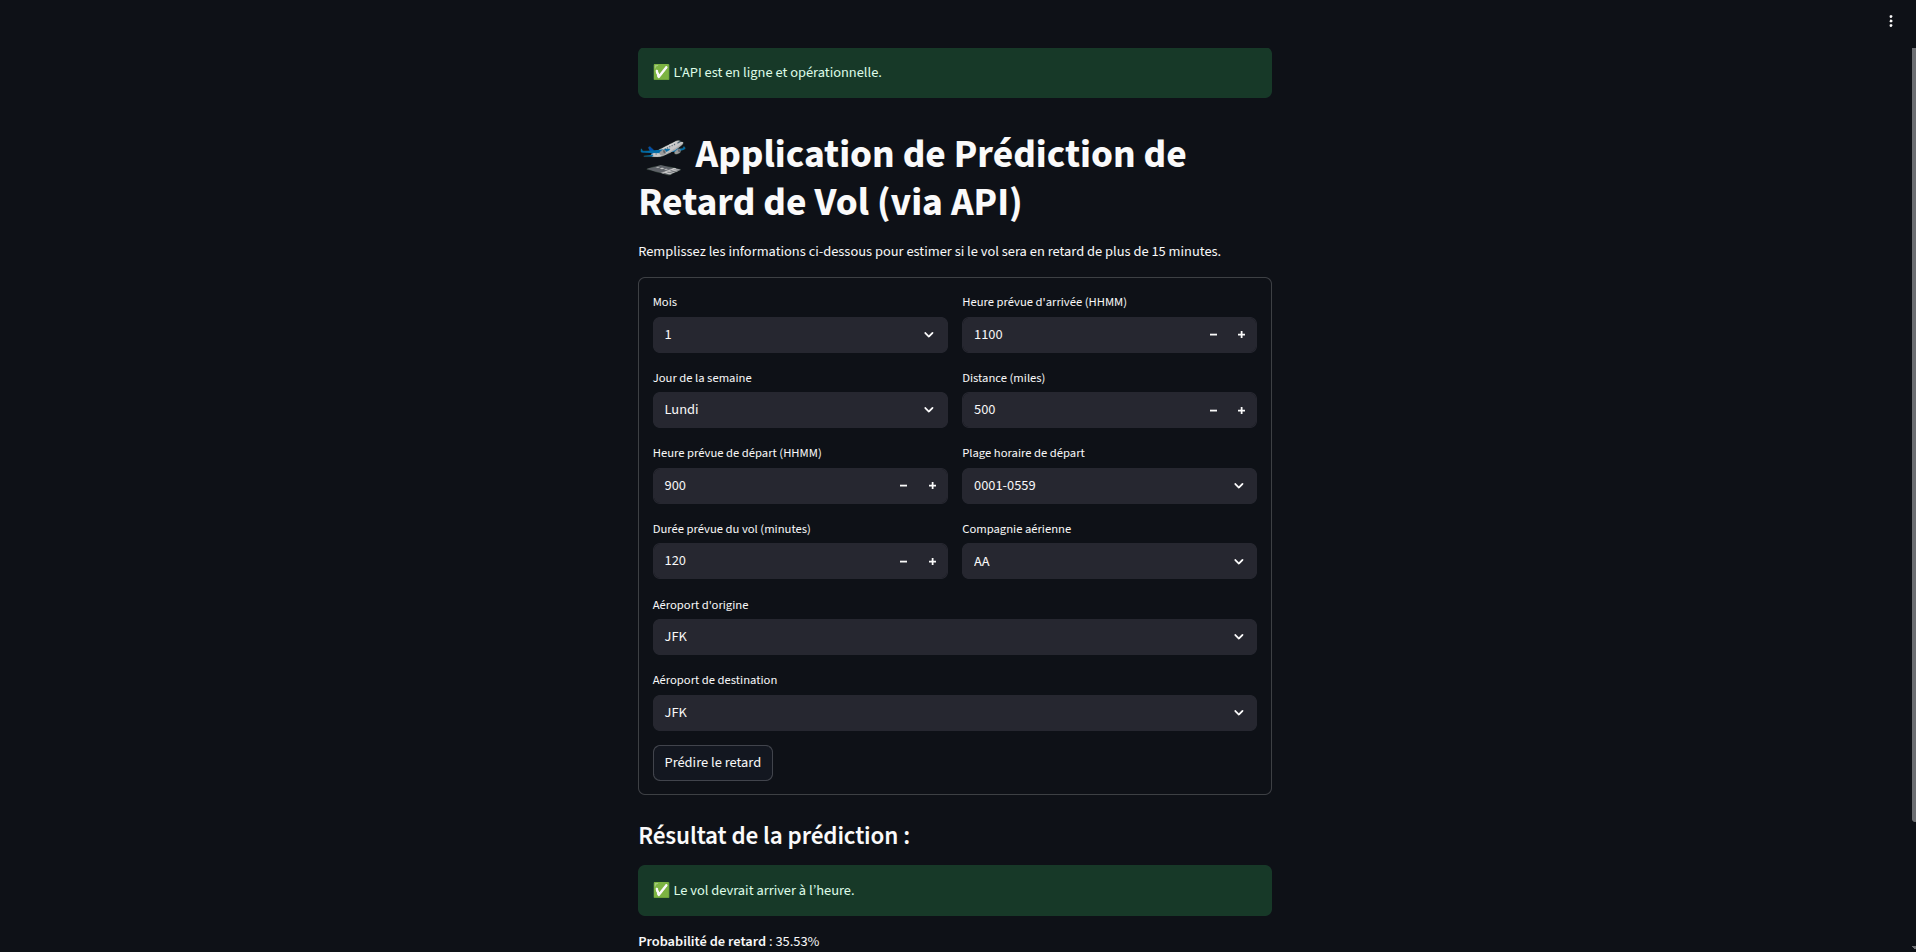 ✅ L'API est en ligne et opérationnelle.
🛫 Application de Prédiction de
Retard de Vol (via API)
Remplissez les informations ci-dessous pour estimer si le vol sera en retard de plus de 15 minutes.
Mois
1
Heure prévue d'arrivée (HHMM)
1100
Jour de la semaine
Lundi
Distance (miles)
500
Heure prévue de départ (HHMM)
900
Plage horaire de départ
0001-0559
Durée prévue du vol (minutes)
120
Compagnie aérienne
AA
Aéroport d'origine
JFK
Aéroport de destination
JFK
Prédire le retard
Résultat de la prédiction :
✅ Le vol devrait arriver à l’heure.
Probabilité de retard : 35.53%